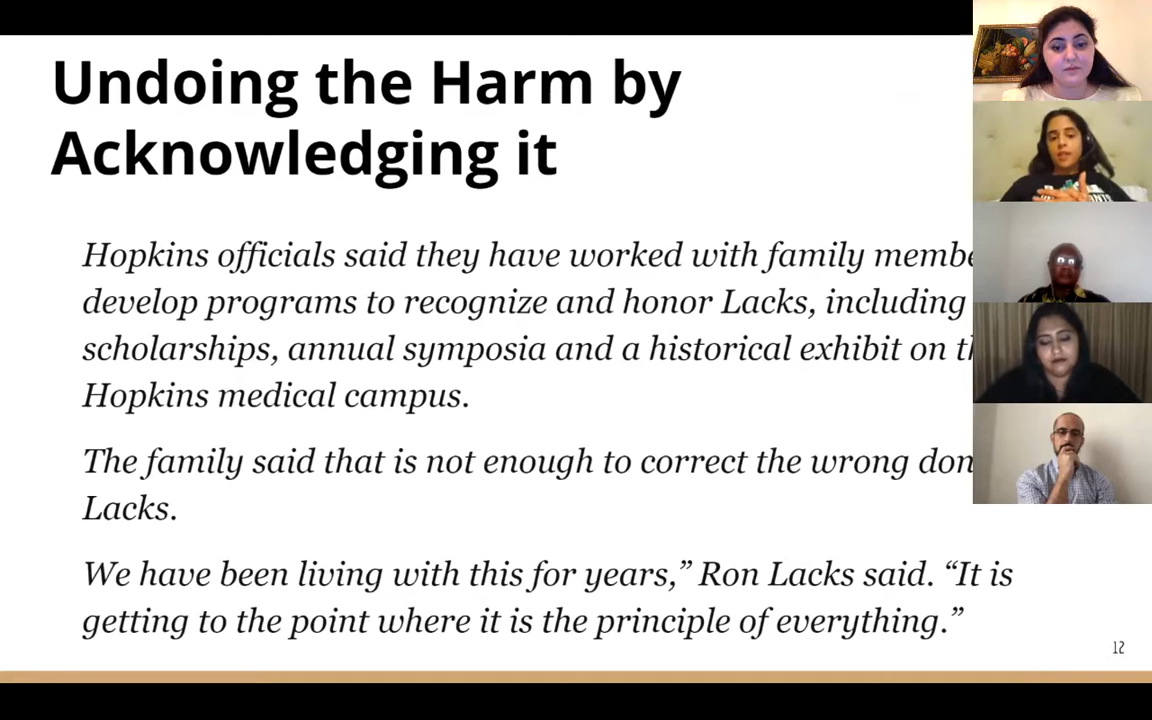 Undoing the Harm by
Acknowledging it
Hopkins officials said they have worked with family
develop programs to recognize and honor Lacks, including
scholarships, annual symposia and a historical exhibit on
Hopkins medical campus.
The family said that is not enough to correct the wrong
Lacks.
We have been living with this for years,” Ron Lacks said. “It is
getting to the point where it is the principle of everything.”
12